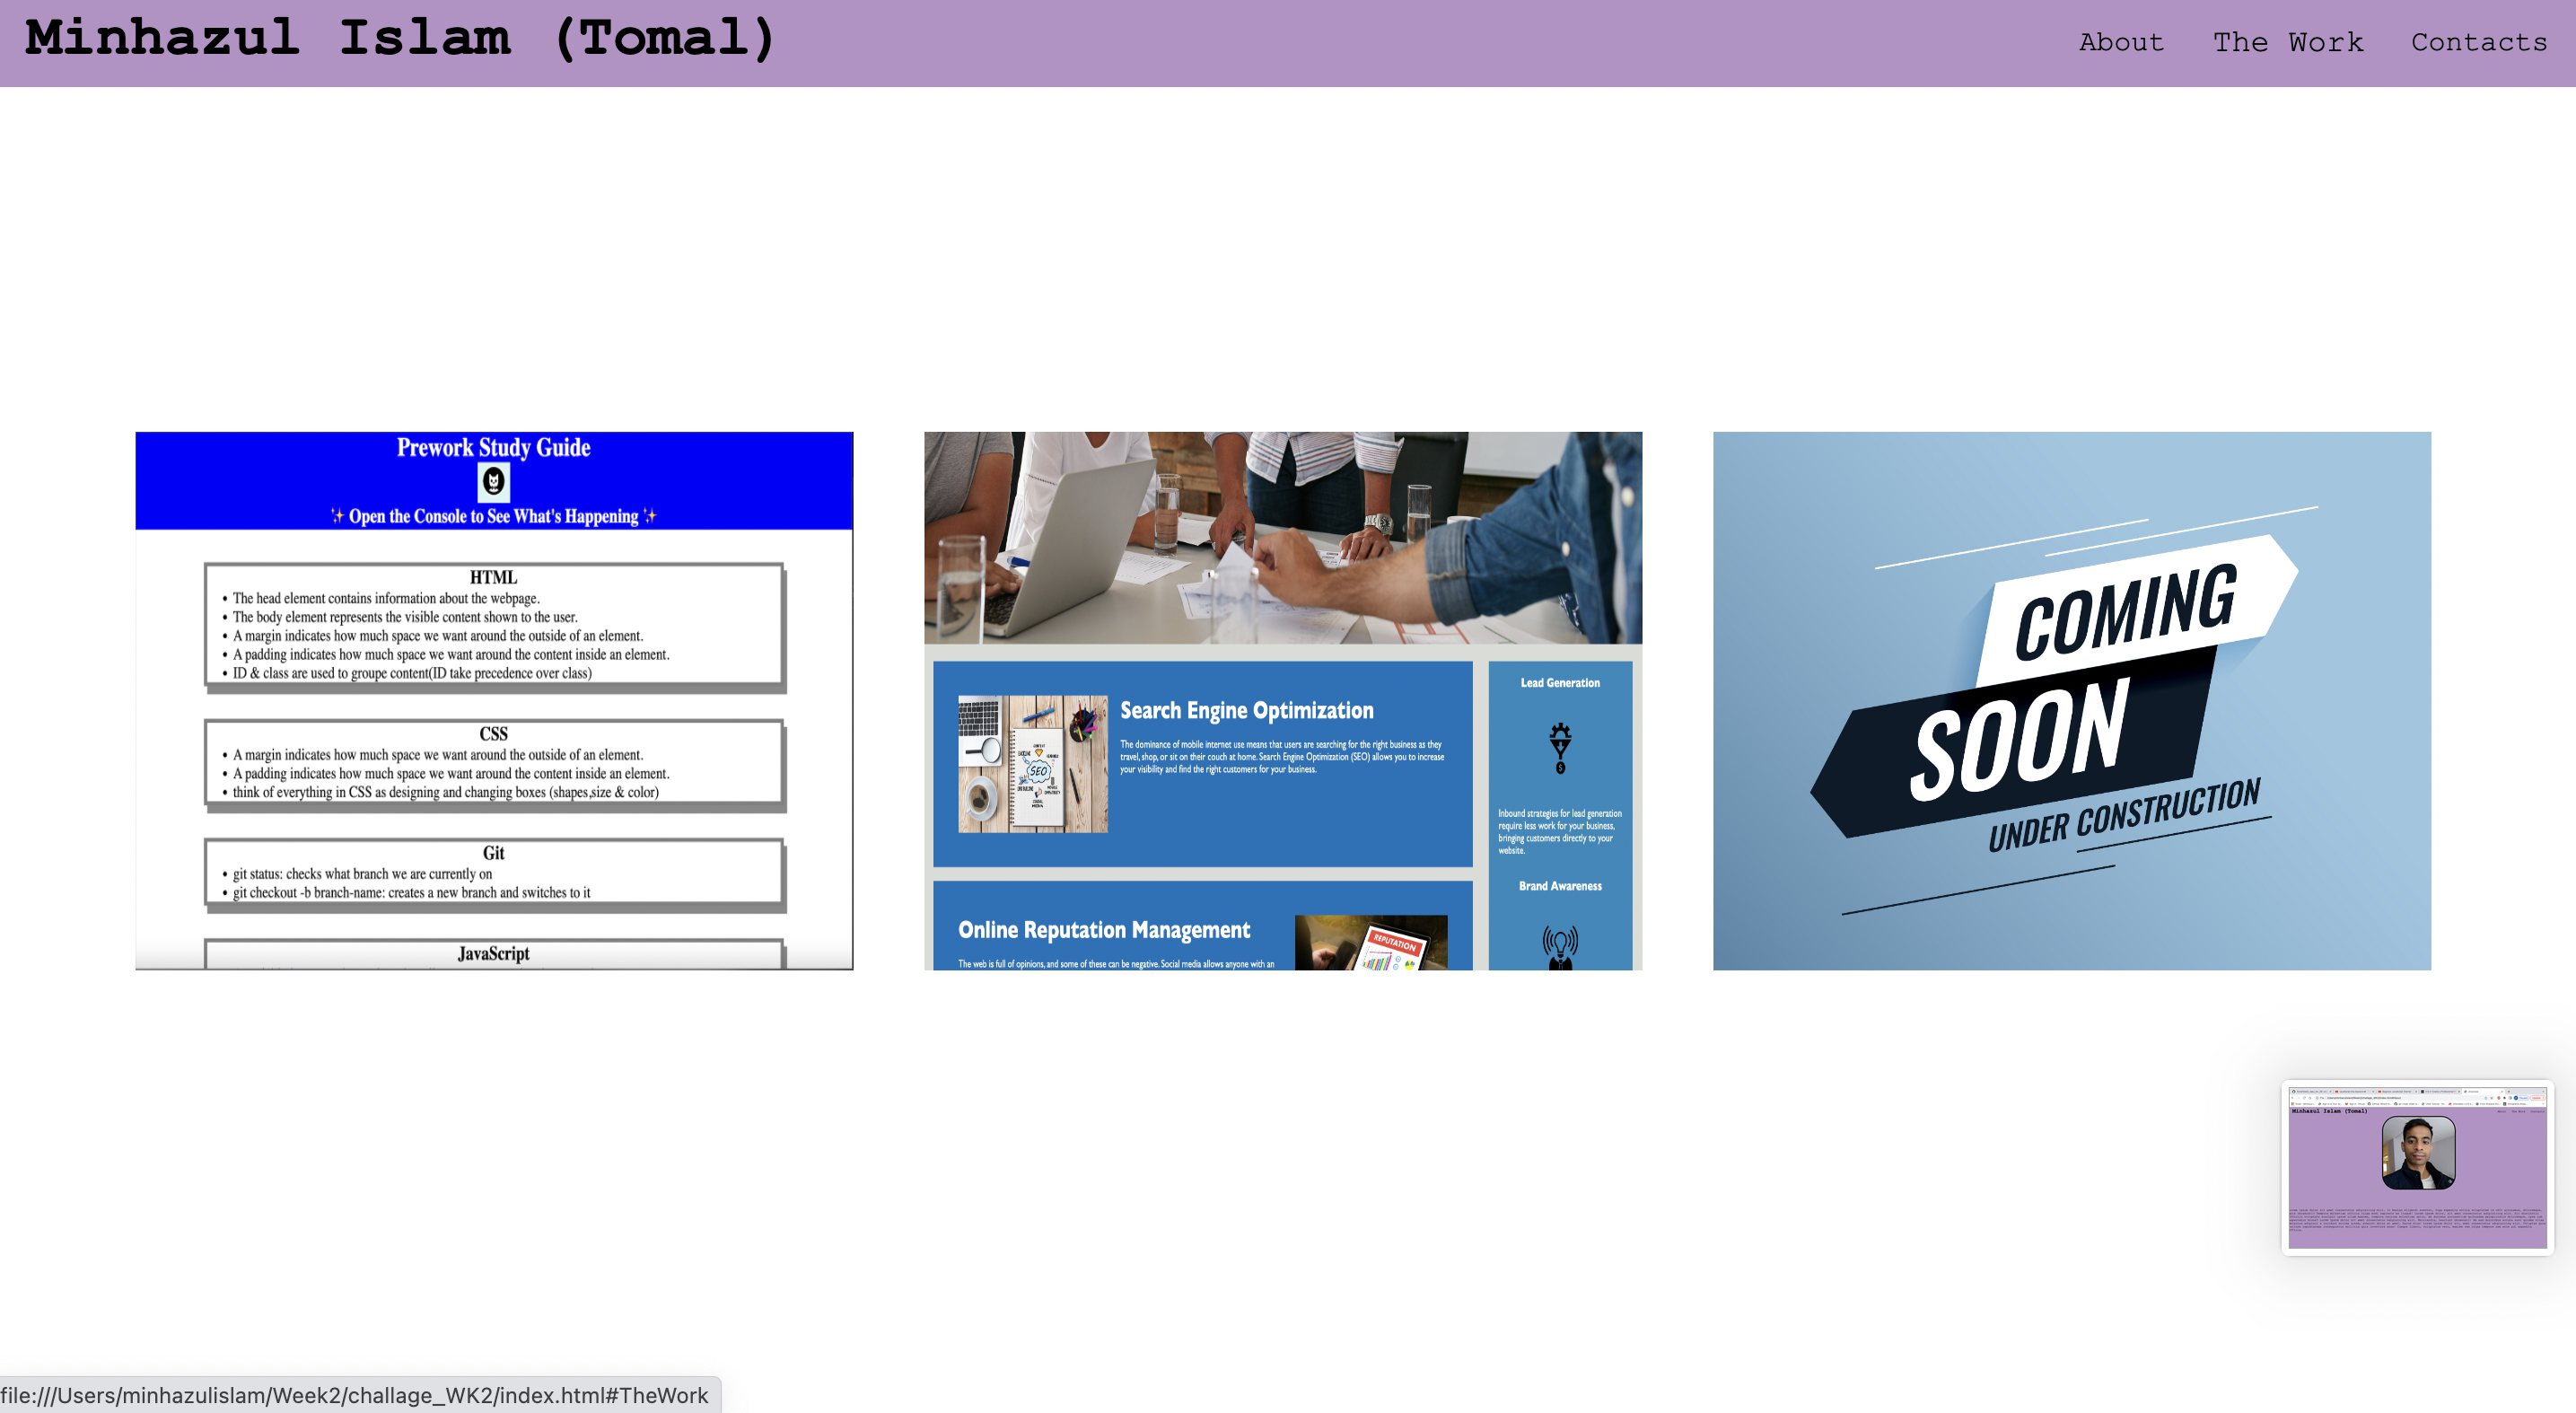 Minhazul Islam (Tomal)
About The Work Contacts
Prework Study Guide
✨ Open the Console to See What's Happening ✨
HTML
• The head element contains information about the webpage.
• The body element represents the visible content shown to the user.
• A margin indicates how much space we want around the outside of an element.
• A padding indicates how much space we want around the content inside an element.
• ID & class are used to groupe content(ID take precedence over class)
CSS
• A margin indicates how much space we want around the outside of an element.
• A padding indicates how much space we want around the content inside an element.
• think of everything in CSS as designing and changing boxes (shapes,size & color)
Git
• git status: checks what branch we are currently on
• git checkout -b branch-name: creates a new branch and switches to it
JavaScript
SEO
Search Engine Optimization
The dominance of mobile internet use means that users are searching for the right business as they
travel, shop, or sit on their couch at home. Search Engine Optimization (SEO) allows you to increase
your visibility and find the right customers for your business.
Online Reputation Management
The web is full of opinions, and some of these can be negative. Social media allows anyone with an
REPUTATION
Lead Generation
Inbound strategies for lead generation
require less work for your business,
bringing customers directly to your
website.
Brand Awareness
COMING
SOON
UNDER CONSTRUCTION
Minhazul Islam (Tomal)
file:///Users/minhazulislam/Week2/challage_WK2/index.html#TheWork